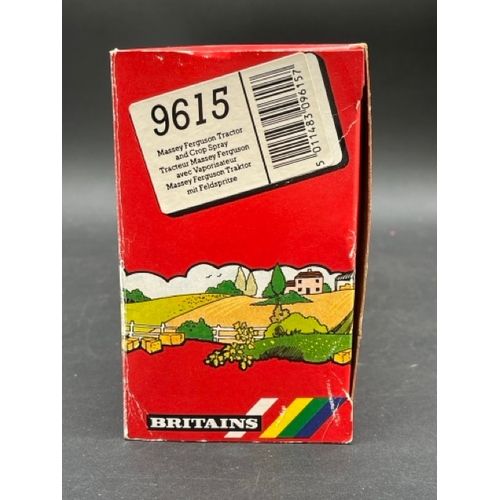 9615
Massey Ferguson Tractor
and Crop Spray
Tracteur Massey Ferguson
avec Vaporisateur
Massey Ferguson Traktor
mit Feldspritze
5 011483 096157
BRITAINS